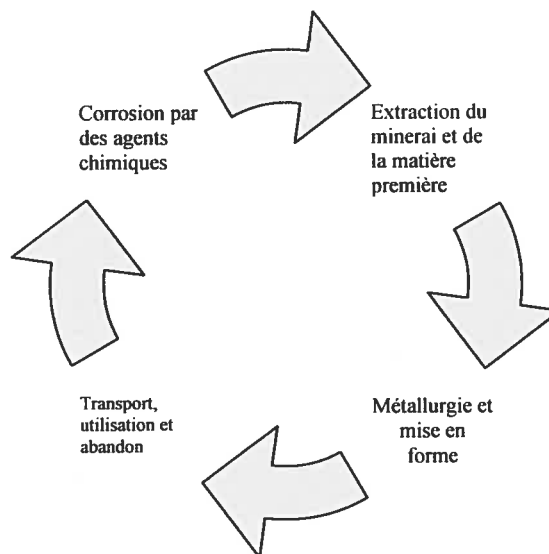 Corrosion par
des agents
chimiques
Extraction du
minerai et de
la matière
première
Métallurgie et
mise en
forme
Transport,
utilisation et
abandon